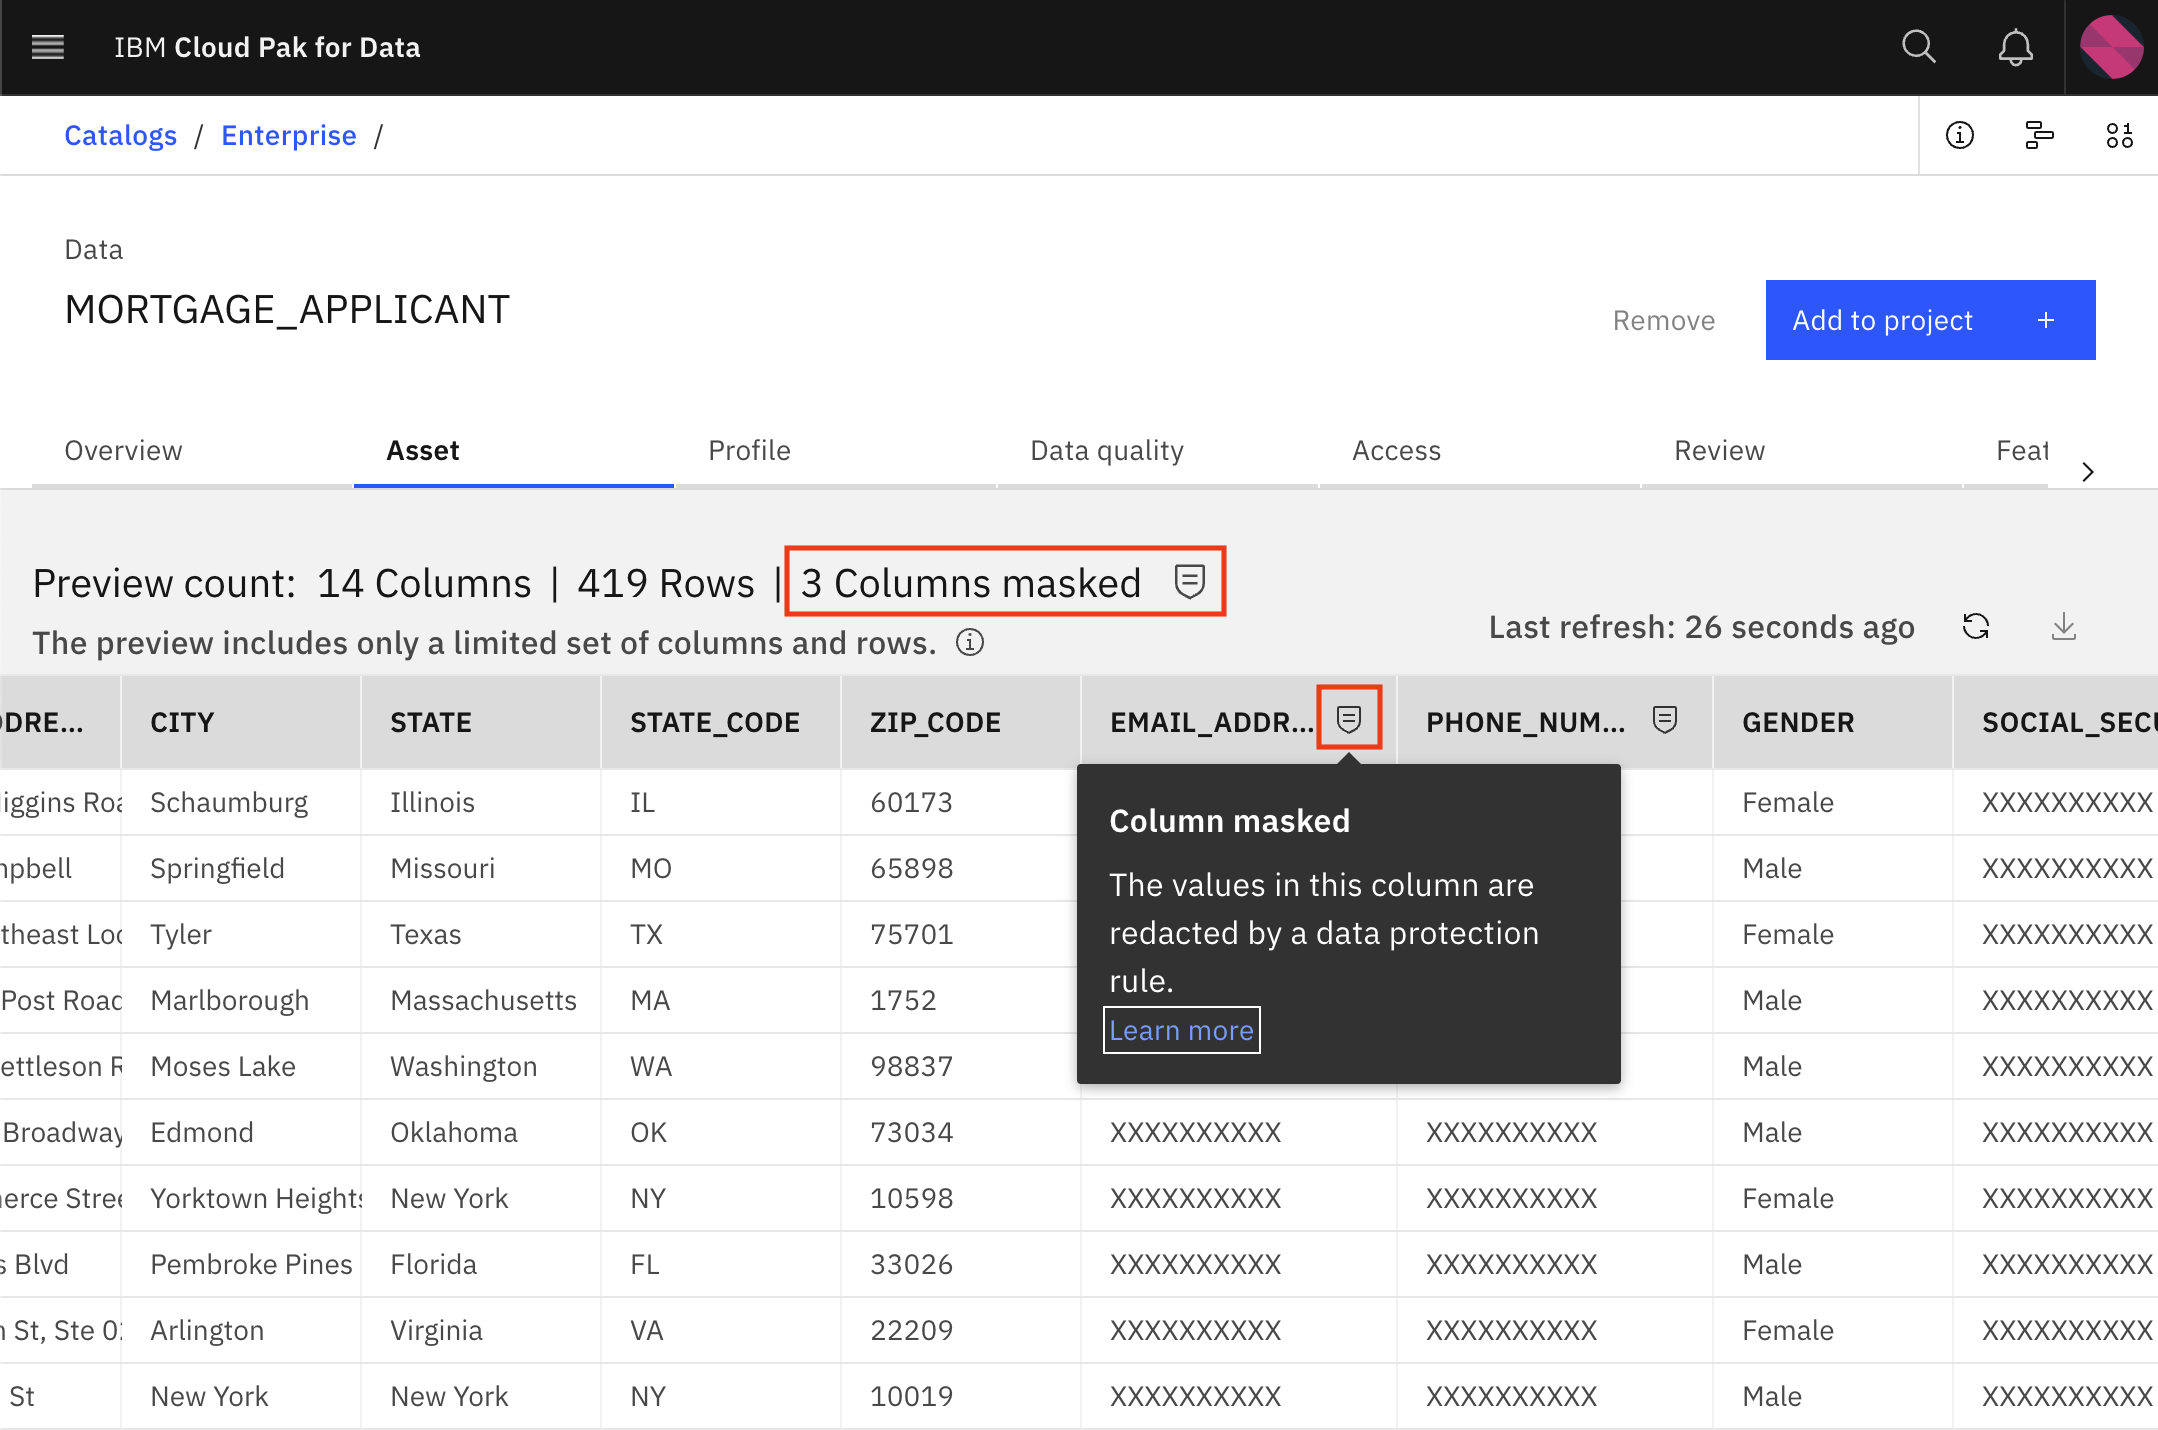 IBM Cloud Pak for Data
Catalogs / Enterprise /
Data
MORTGAGE_APPLICANT
Remove
Add to project +
Overview Asset Profile Data quality Access Review Feat
Preview count: 14 Columns | 419 Rows | 3 Columns masked
The preview includes only a limited set of columns and rows.
Last refresh: 26 seconds ago
DDRE... CITY STATE STATE_CODE ZIP_CODE EMAIL_ADDR... PHONE_NUM... GENDER SOCIAL_SECU
iggins Roa Schaumburg Illinois IL 60173 Female XXXXXXXXXX
mpbell Springfield Missouri MO 65898 Male XXXXXXXXXX
theast Loo Tyler Texas TX 75701 Female XXXXXXXXXX
Post Road Marlborough Massachusetts MA 1752 Male XXXXXXXXXX
ettleson R Moses Lake Washington WA 98837 Male XXXXXXXXXX
Column masked
The values in this column are
redacted by a data protection
rule.
Learn more
Broadway Edmond Oklahoma OK 73034 XXXXXXXXXX XXXXXXXXXX Male XXXXXXXXXX
erce Stree Yorktown Heights New York NY 10598 XXXXXXXXXX XXXXXXXXXX Female XXXXXXXXXX
s Blvd Pembroke Pines Florida FL 33026 XXXXXXXXXX XXXXXXXXXX Male XXXXXXXXXX
n St, Ste 0 Arlington Virginia VA 22209 XXXXXXXXXX XXXXXXXXXX Female XXXXXXXXXX
St New York New York NY 10019 XXXXXXXXXX XXXXXXXXXX Male XXXXXXXXXX